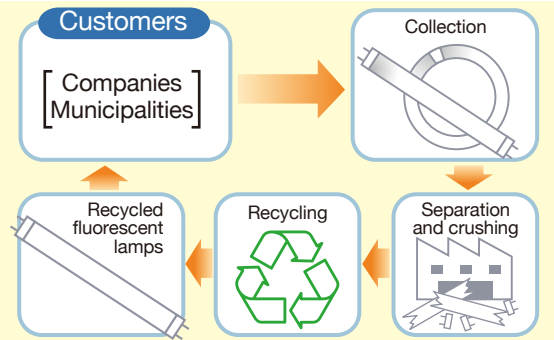 Customers
Companies
Municipalities
Collection
Separation
and crushing
Recycling
Recycled
fluorescent
lamps